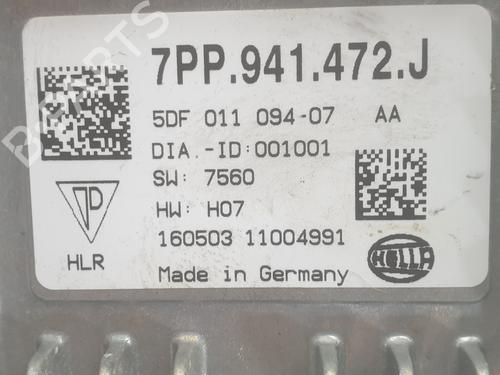 7PP.941.472.J
5DF 011 094-07 AA
DIA.-ID:001001
SW: 7560
HW: H07
160503 11004991
HLR
HELLA
Made in Germany